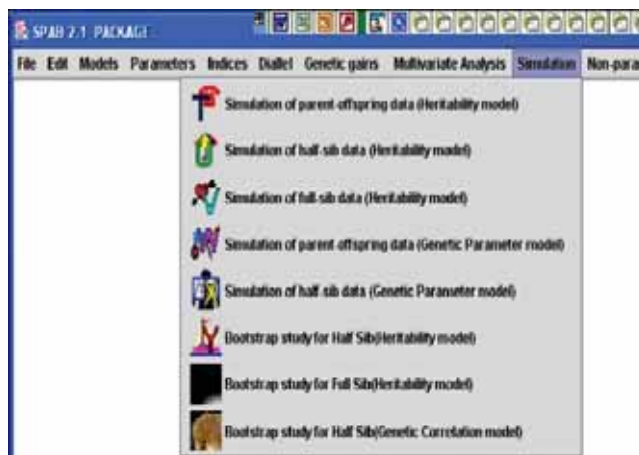 SPAB 2.1. PACKAGE
File Edit Models Parameters Indices Diallel Genetic gains Multivariate Analysis Simulation Non-para
Simulation of parent-offspring data (Heritability model)
Simulation of half-sib data (Heritability model)
Simulation of full-sib data (Heritability model)
Simulation of parent-offspring data (Genetic Parameter model)
Simulation of half-sib data (Genetic Parameter model)
Bootstrap study for Half Sib(Heritability model)
Bootstrap study for Full Sib(Heritability model)
Bootstrap study for Half Sib(Genetic Correlation model)